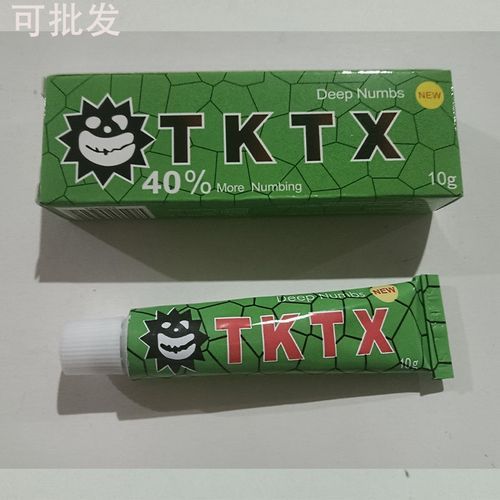 可批发
Deep Numbs
NEW
TKTX
40% More Numbing
10g
Deep Numbs
NEW
TKTX
10g